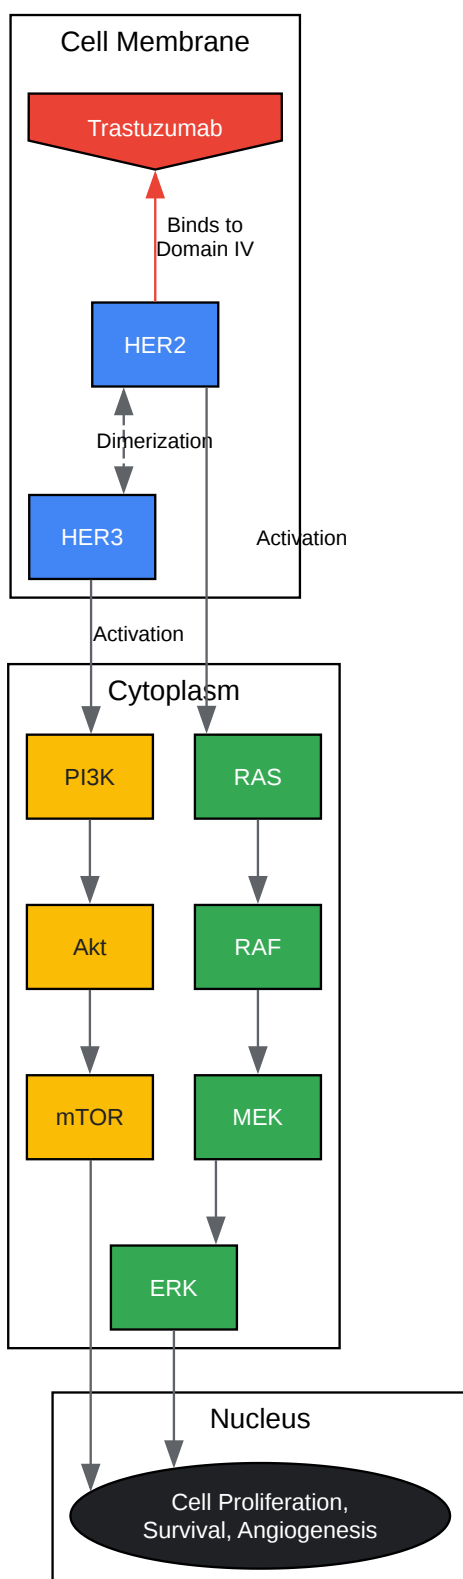 Cell Membrane
Trastuzumab
Binds to
Domain IV
HER2
Dimerization
HER3
Activation
Activation
Cytoplasm
PI3K
RAS
Akt
RAF
mTOR
MEK
ERK
Nucleus
Cell Proliferation,
Survival, Angiogenesis